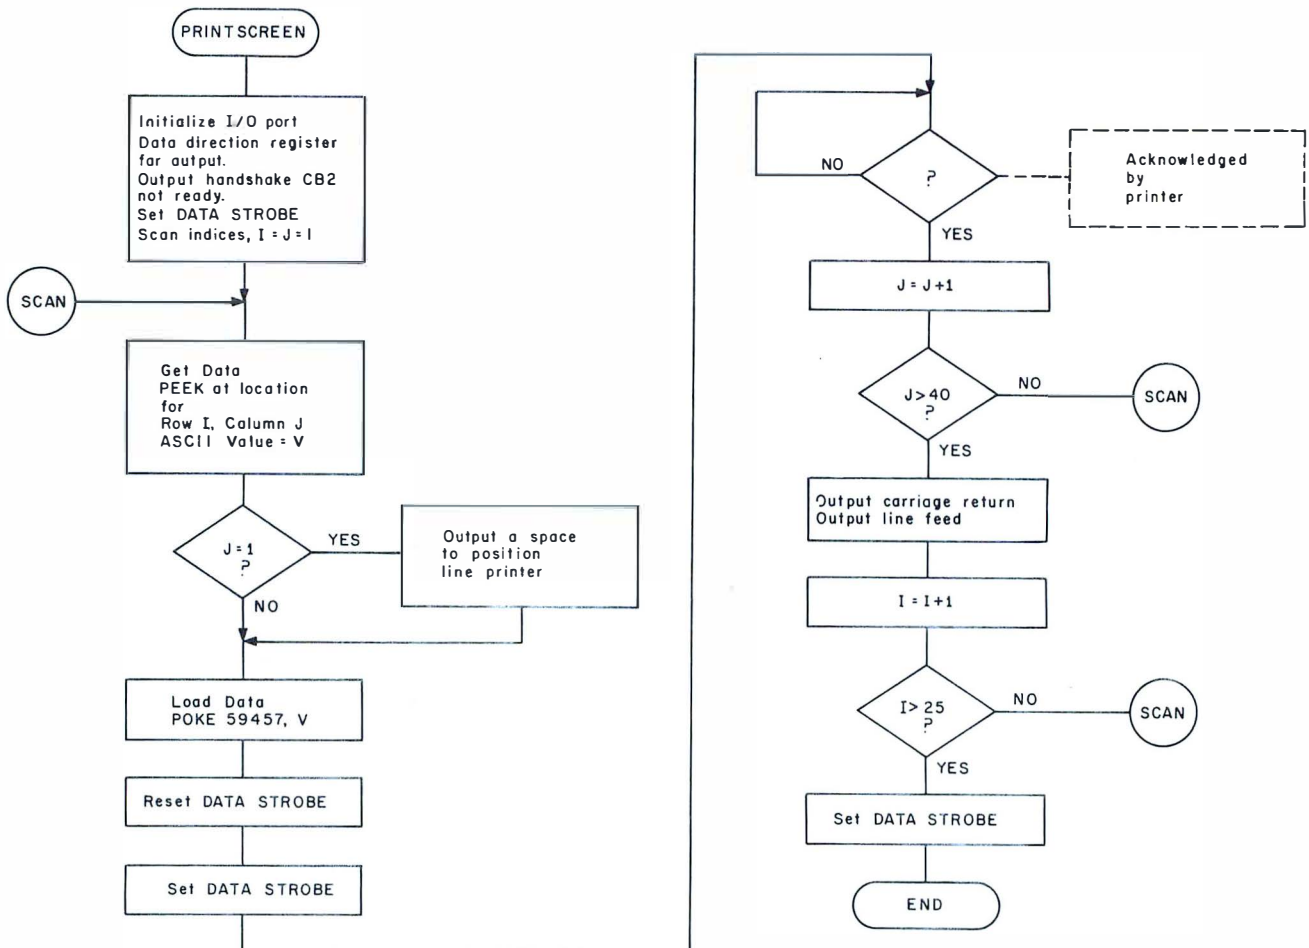 PRINTSCREEN
Initialize I/O port
Data direction register
far autput.
Output handshake CB2
not ready.
Set DATA STROBE
Scan indices, I = J = 1
SCAN
Get Data
PEEK at location
for
Row I, Calumn J
ASCII Value = V
J = 1
?
YES
Output a space
to position
line printer
NO
Load Data
POKE 59457, V
Reset DATA STROBE
Set DATA STROBE
?
NO
Acknowledged
by
printer
YES
J = J+1
J > 40
?
NO
SCAN
YES
Output carriage return
Output line feed
I = I+1
I > 25
?
NO
SCAN
YES
Set DATA STROBE
END